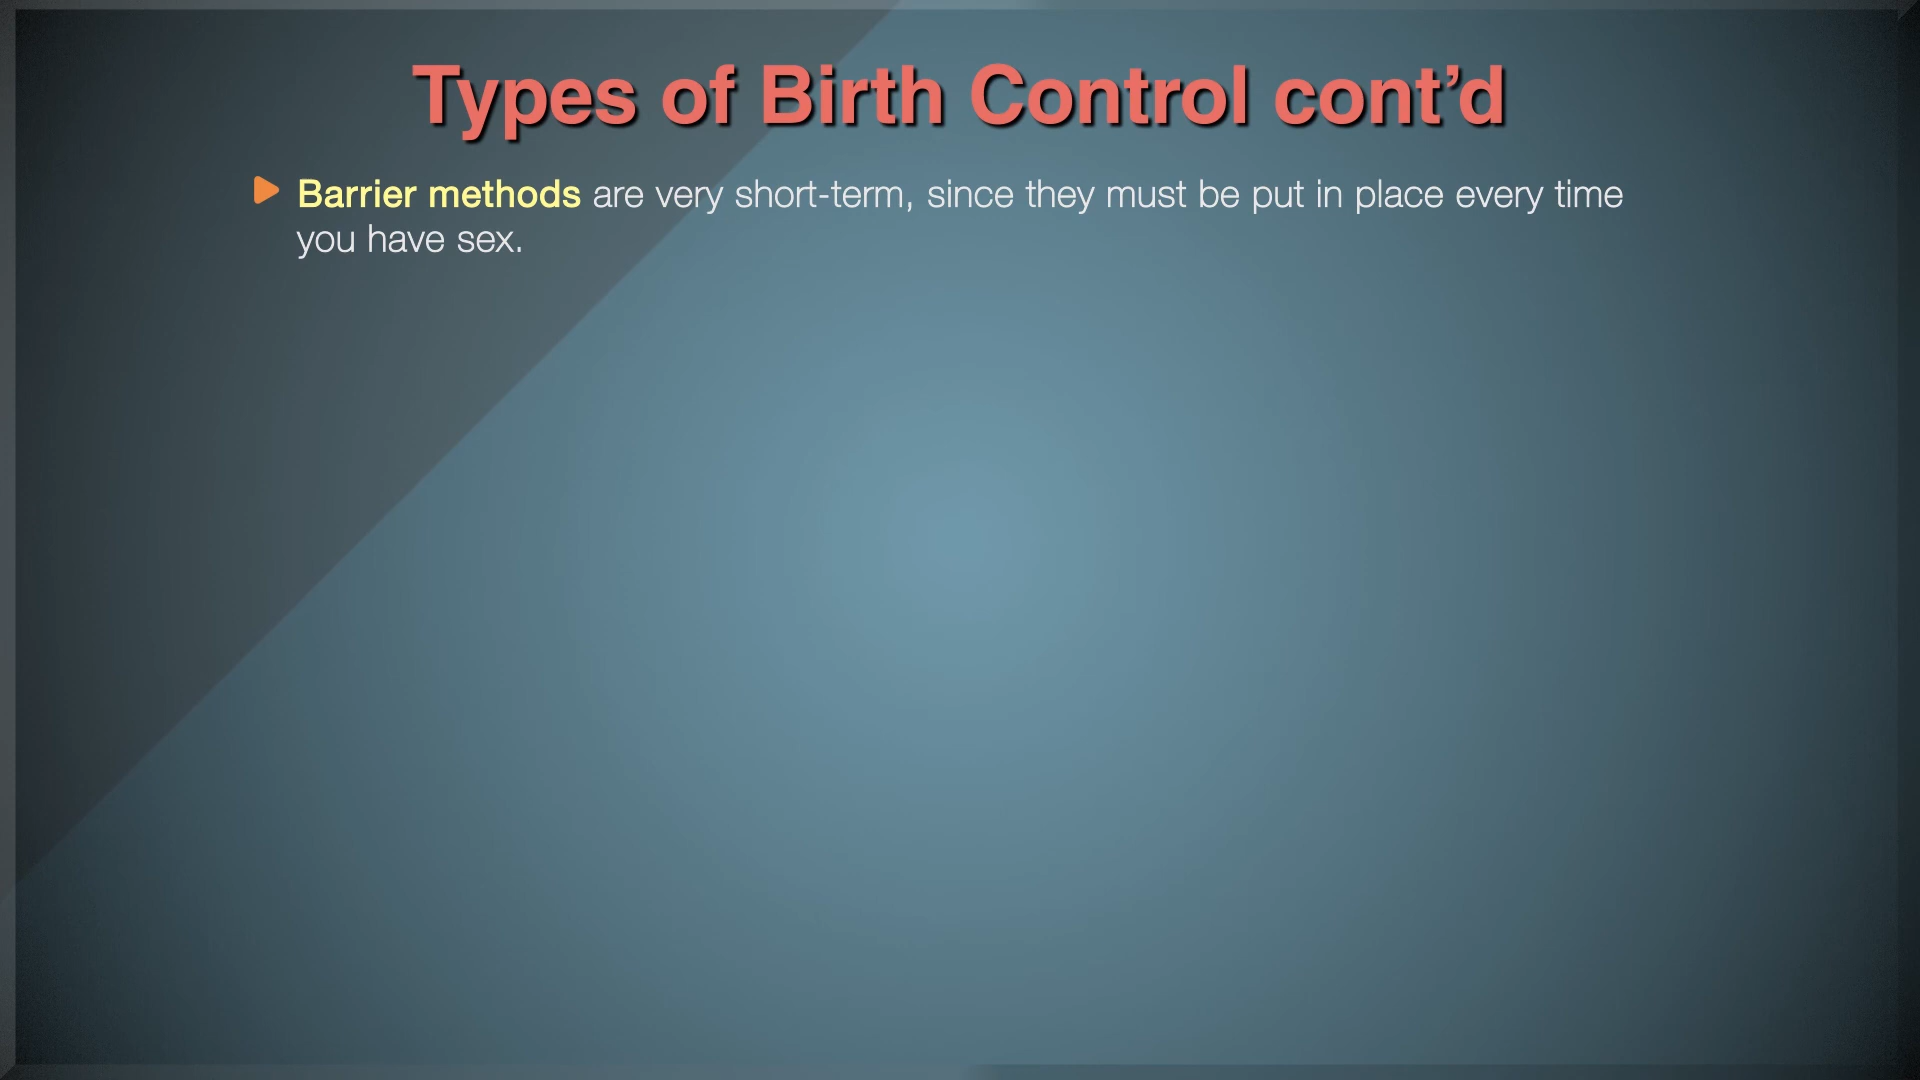 Types of Birth Control cont’d
Barrier methods are very short-term, since they must be put in place every time
you have sex.